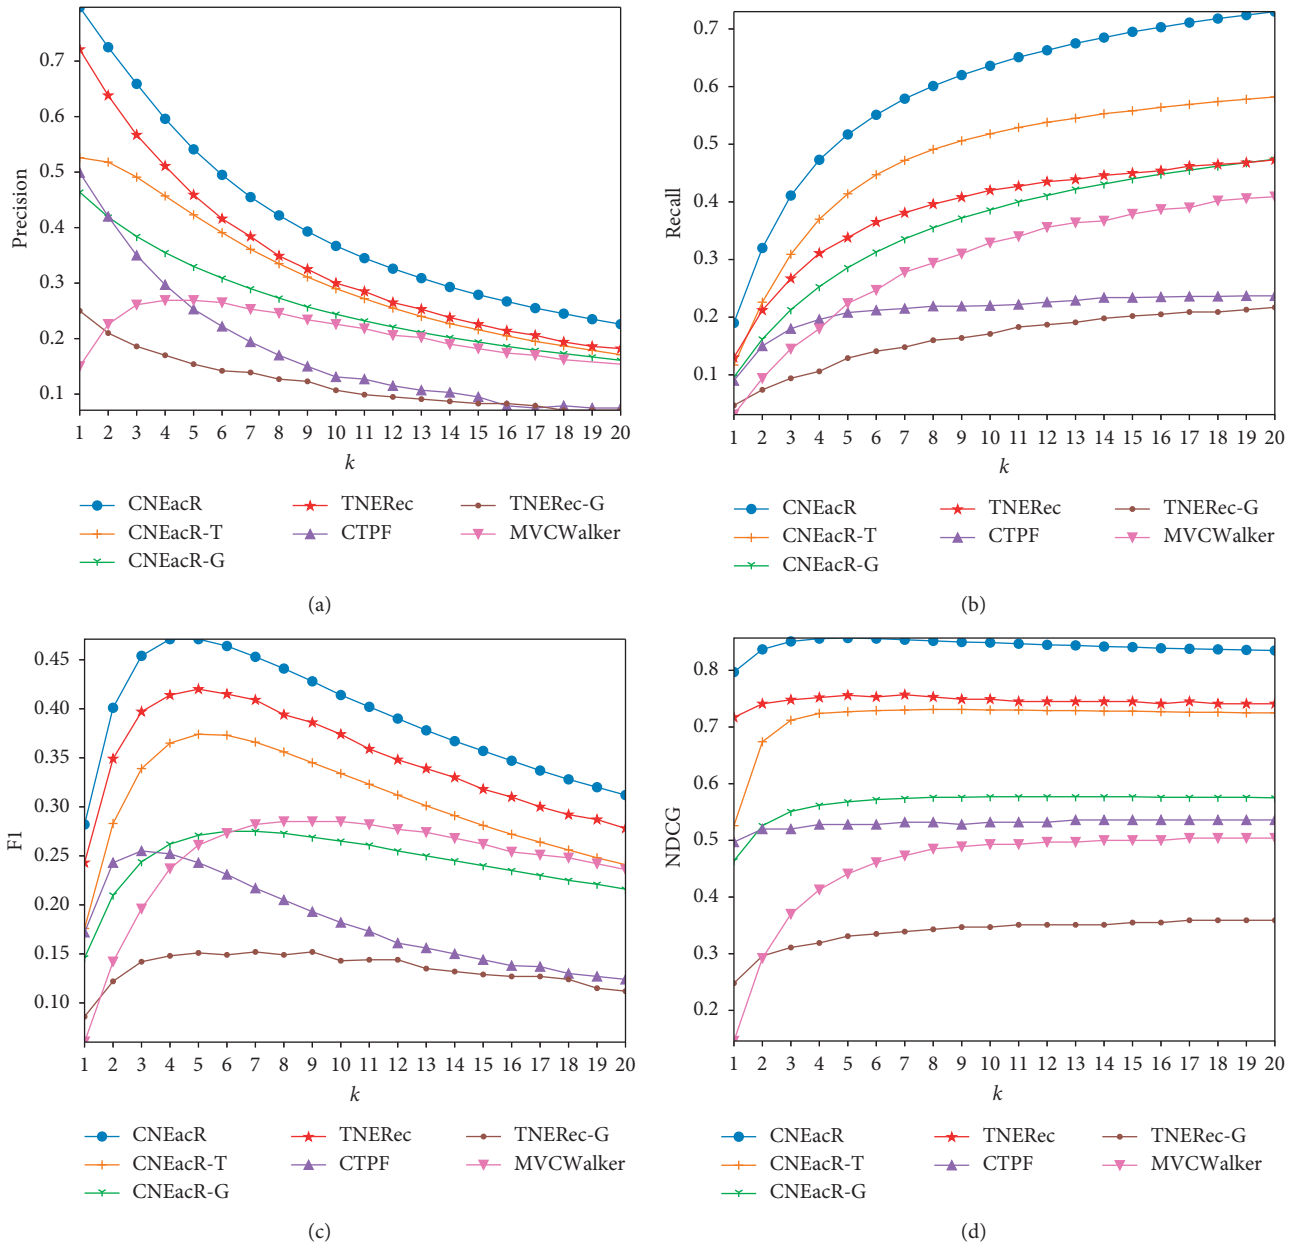 0.7
0.6
0.5
0.4
0.3
0.2
0.1
Precision
1 2 3 4 5 6 7 8 9 10 11 12 13 14 15 16 17 18 19 20
k
CNEacR TNERec TNERec-G
CNEacR-T CTPF MVCWalker
CNEacR-G
(a)
0.7
0.6
0.5
0.4
0.3
0.2
0.1
Recall
1 2 3 4 5 6 7 8 9 10 11 12 13 14 15 16 17 18 19 20
k
CNEacR TNERec TNERec-G
CNEacR-T CTPF MVCWalker
CNEacR-G
(b)
0.45
0.40
0.35
0.30
0.25
0.20
0.15
0.10
F1
1 2 3 4 5 6 7 8 9 10 11 12 13 14 15 16 17 18 19 20
k
CNEacR TNERec TNERec-G
CNEacR-T CTPF MVCWalker
CNEacR-G
(c)
0.8
0.7
0.6
0.5
0.4
0.3
0.2
NDCG
1 2 3 4 5 6 7 8 9 10 11 12 13 14 15 16 17 18 19 20
k
CNEacR TNERec TNERec-G
CNEacR-T CTPF MVCWalker
CNEacR-G
(d)